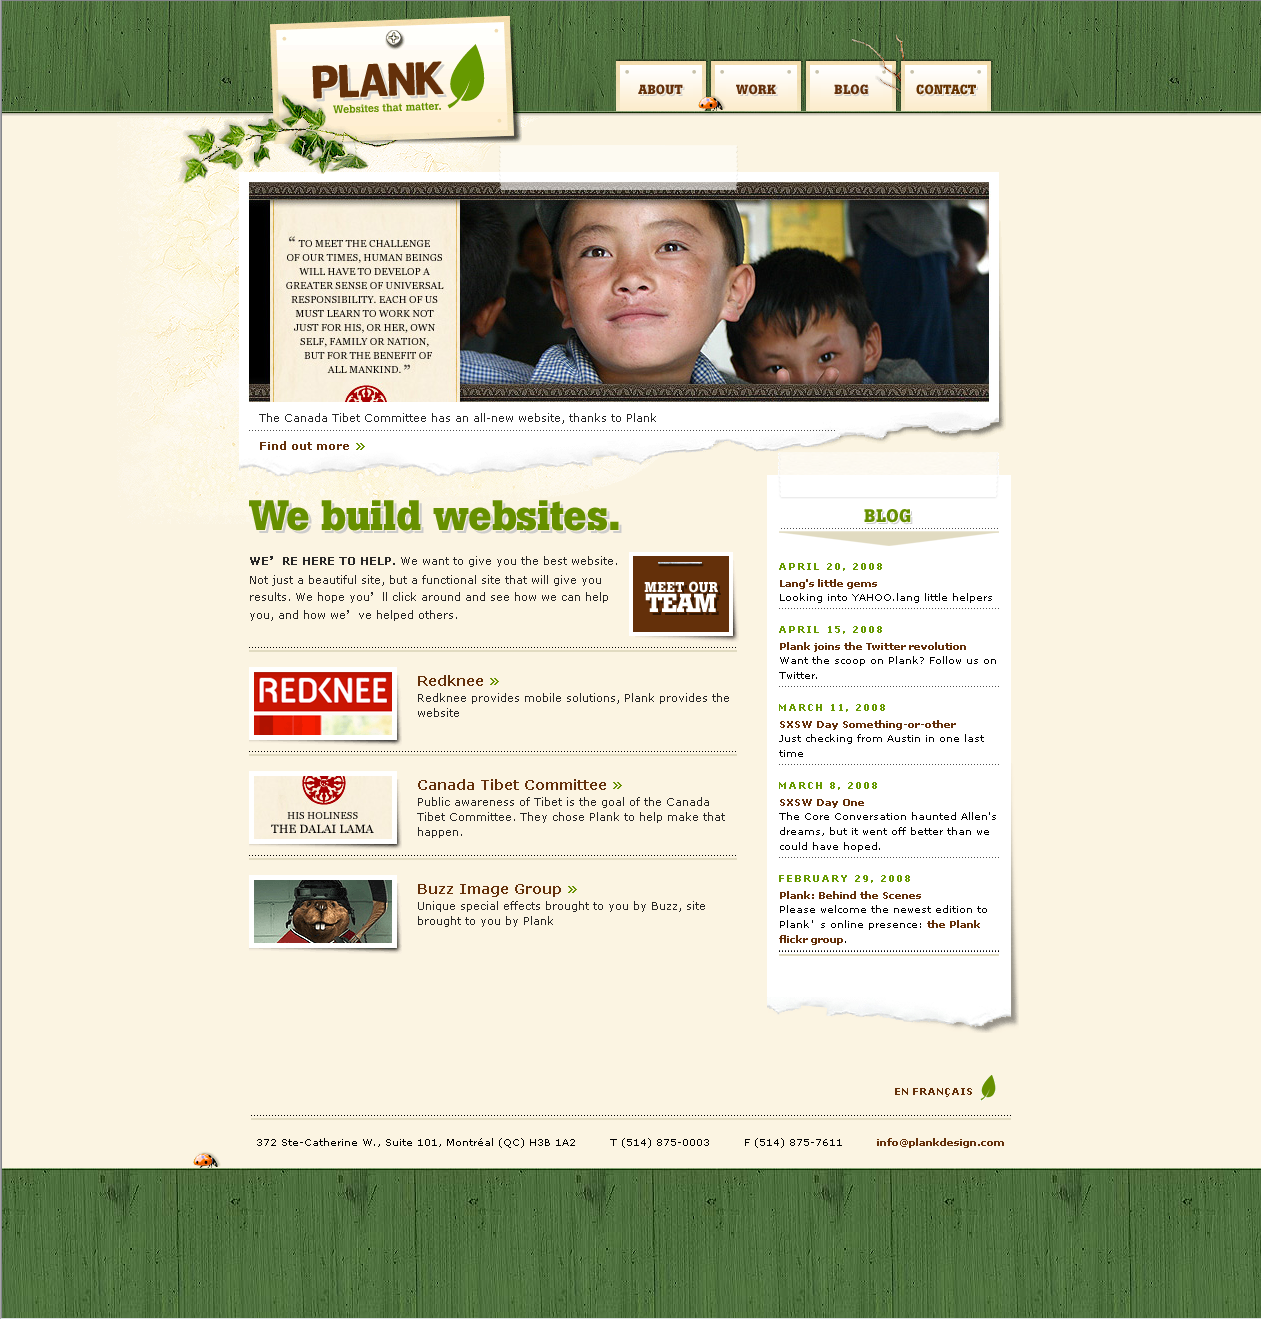 PLANK
Websites that matter.
ABOUT
WORK
BLOG
CONTACT
“ TO MEET THE CHALLENGE
OF OUR TIMES, HUMAN BEINGS
WILL HAVE TO DEVELOP A
GREATER SENSE OF UNIVERSAL
RESPONSIBILITY. EACH OF US
MUST LEARN TO WORK NOT
JUST FOR HIS, OR HER, OWN
SELF, FAMILY OR NATION,
BUT FOR THE BENEFIT OF
ALL MANKIND. ”
The Canada Tibet Committee has an all-new website, thanks to Plank
Find out more »
We build websites.
WE’RE HERE TO HELP. We want to give you the best website.
Not just a beautiful site, but a functional site that will give you
results. We hope you’ll click around and see how we can help
you, and how we’ve helped others.
MEET OUR
TEAM
REDKNEE
Redknee »
Redknee provides mobile solutions, Plank provides the
website
HIS HOLINESS
THE DALAI LAMA
Canada Tibet Committee »
Public awareness of Tibet is the goal of the Canada
Tibet Committee. They chose Plank to help make that
happen.
Buzz Image Group »
Unique special effects brought to you by Buzz, site
brought to you by Plank
BLOG
APRIL 20, 2008
Lang's little gems
Looking into YAHOO.lang little helpers
APRIL 15, 2008
Plank joins the Twitter revolution
Want the scoop on Plank? Follow us on
Twitter.
MARCH 11, 2008
SXSW Day Something-or-other
Just checking from Austin in one last
time
MARCH 8, 2008
SXSW Day One
The Core Conversation haunted Allen's
dreams, but it went off better than we
could have hoped.
FEBRUARY 29, 2008
Plank: Behind the Scenes
Please welcome the newest edition to
Plank's online presence: the Plank
flickr group.
EN FRANÇAIS
372 Ste-Catherine W., Suite 101, Montréal (QC) H3B 1A2
T (514) 875-0003
F (514) 875-7611
info@plankdesign.com